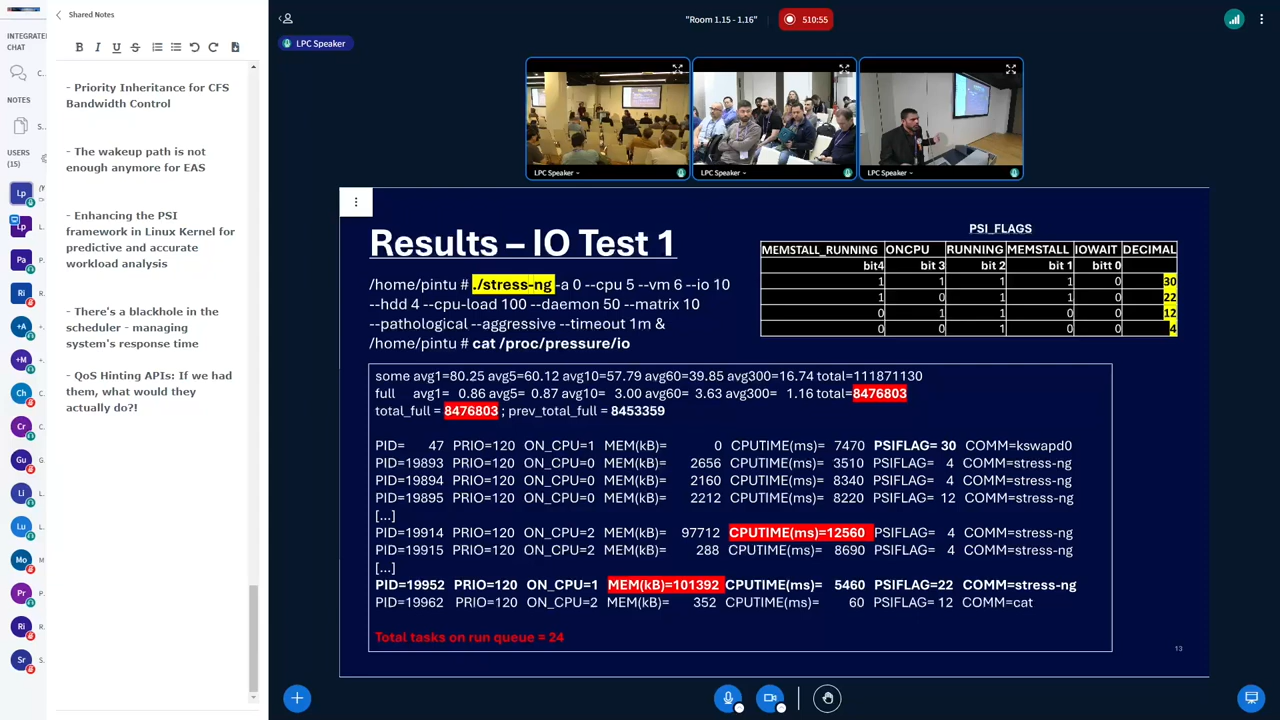 Shared Notes
"Room 1.15 - 1.16"
510:55
LPC Speaker
INTEGRATE
CHAT
NOTES
USERS
(15)
Lp
Lp
Pa
Ri
+A
+M
Ch
Cr
Gu
Li
Lu
Mo
Pr
Ri
Sr
B I U S
- Priority Inheritance for CFS
Bandwidth Control
- The wakeup path is not
enough anymore for EAS
- Enhancing the PSI
framework in Linux Kernel for
predictive and accurate
workload analysis
- There's a blackhole in the
scheduler - managing
system's response time
- QoS Hinting APIs: If we had
them, what would they
actually do?!
LPC Speaker
LPC Speaker
LPC Speaker
Results – IO Test 1
/home/pintu # ./stress-ng -a 0 --cpu 5 --vm 6 --io 10
--hdd 4 --cpu-load 100 --daemon 50 --matrix 10
--pathological --aggressive --timeout 1m &
/home/pintu # cat /proc/pressure/io
PSI_FLAGS
MEMSTALL_RUNNING ONCPU RUNNING MEMSTALL IOWAIT DECIMAL
bit4 bit 3 bit 2 bit 1 bitt 0
1 1 1 1 0 30
1 0 1 1 0 22
0 1 1 0 0 12
0 0 1 0 0 4
some avg1=80.25 avg5=60.12 avg10=57.79 avg60=39.85 avg300=16.74 total=111871130
full avg1= 0.86 avg5= 0.87 avg10= 3.00 avg60= 3.63 avg300= 1.16 total=8476803
total_full = 8476803 ; prev_total_full = 8453359
PID= 47 PRIO=120 ON_CPU=1 MEM(kB)= 0 CPUTIME(ms)= 7470 PSIFLAG= 30 COMM=kswapd0
PID=19893 PRIO=120 ON_CPU=0 MEM(kB)= 2656 CPUTIME(ms)= 3510 PSIFLAG= 4 COMM=stress-ng
PID=19894 PRIO=120 ON_CPU=0 MEM(kB)= 2160 CPUTIME(ms)= 8340 PSIFLAG= 4 COMM=stress-ng
PID=19895 PRIO=120 ON_CPU=0 MEM(kB)= 2212 CPUTIME(ms)= 8220 PSIFLAG= 12 COMM=stress-ng
[...]
PID=19914 PRIO=120 ON_CPU=2 MEM(kB)= 97712 CPUTIME(ms)=12560 PSIFLAG= 4 COMM=stress-ng
PID=19915 PRIO=120 ON_CPU=2 MEM(kB)= 288 CPUTIME(ms)= 8690 PSIFLAG= 4 COMM=stress-ng
[...]
PID=19952 PRIO=120 ON_CPU=1 MEM(kB)=101392 CPUTIME(ms)= 5460 PSIFLAG=22 COMM=stress-ng
PID=19962 PRIO=120 ON_CPU=2 MEM(kB)= 352 CPUTIME(ms)= 60 PSIFLAG= 12 COMM=cat
Total tasks on run queue = 24
13